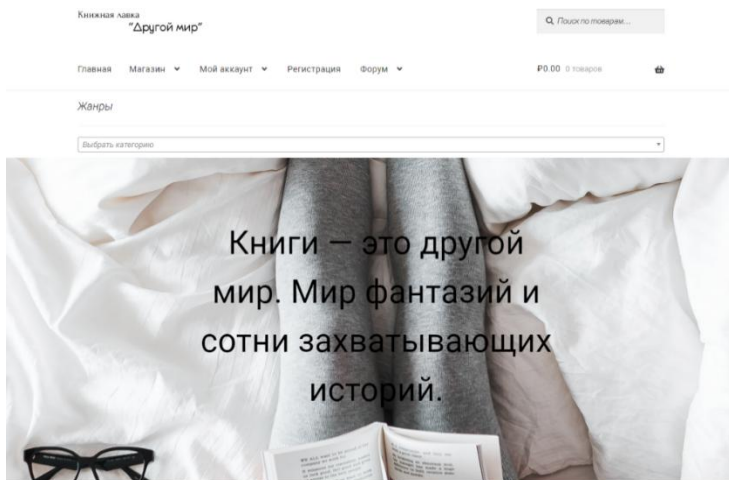 Книжная лавка
"Другой мир"
Поиск по товарам...
Главная Магазин Мой аккаунт Регистрация Форум ₽0.00 0 товаров
Жанры
Выбрать категорию
Книги — это другой
мир. Мир фантазий и
сотни захватывающих
историй.